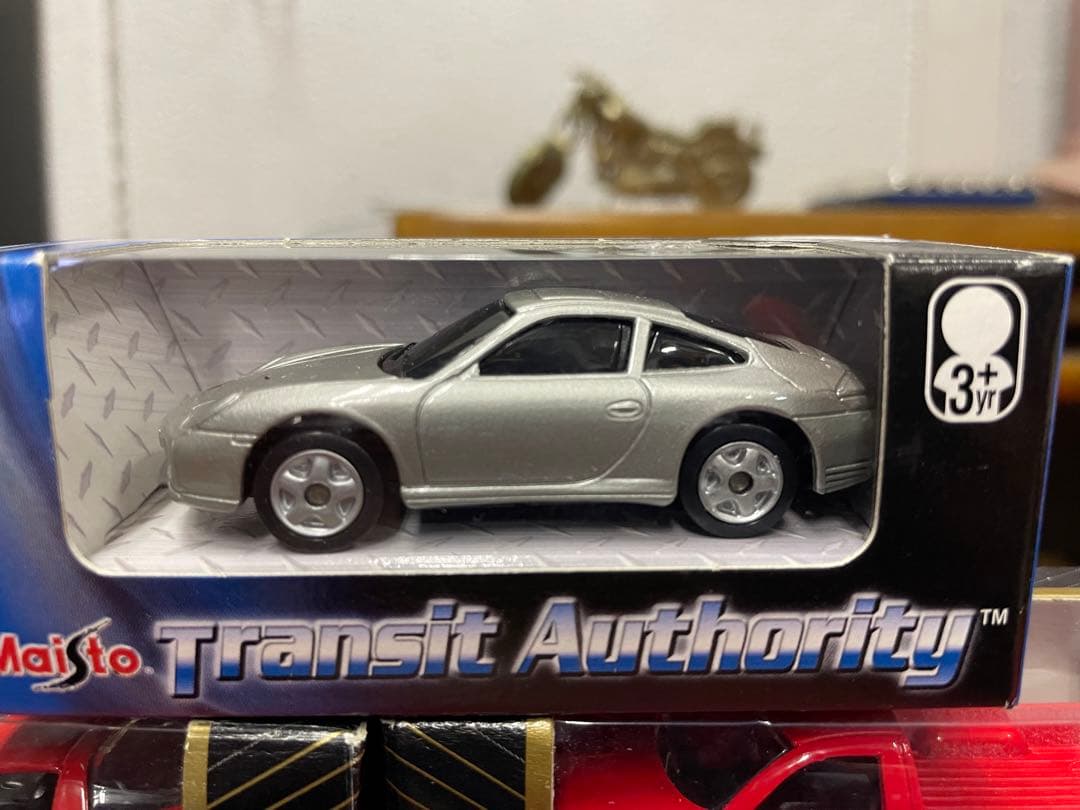 3+
yr
Maisto
Transit Authority™